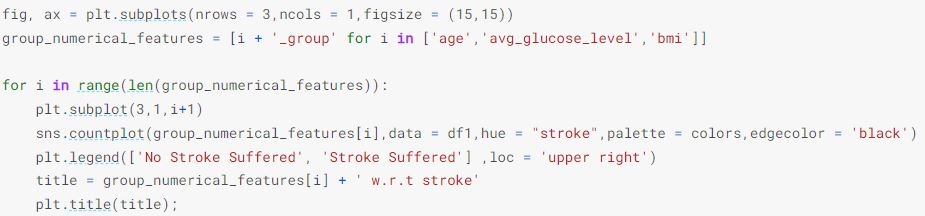 fig, ax = plt.subplots(nrows = 3,ncols = 1,figsize = (15,15))
group_numerical_features = [i + '_group' for i in ['age','avg_glucose_level','bmi']]

for i in range(len(group_numerical_features)):
    plt.subplot(3,1,i+1)
    sns.countplot(group_numerical_features[i],data = df1,hue = "stroke",palette = colors,edgecolor = 'black')
    plt.legend(['No Stroke Suffered', 'Stroke Suffered'] ,loc = 'upper right')
    title = group_numerical_features[i] + ' w.r.t stroke'
    plt.title(title);